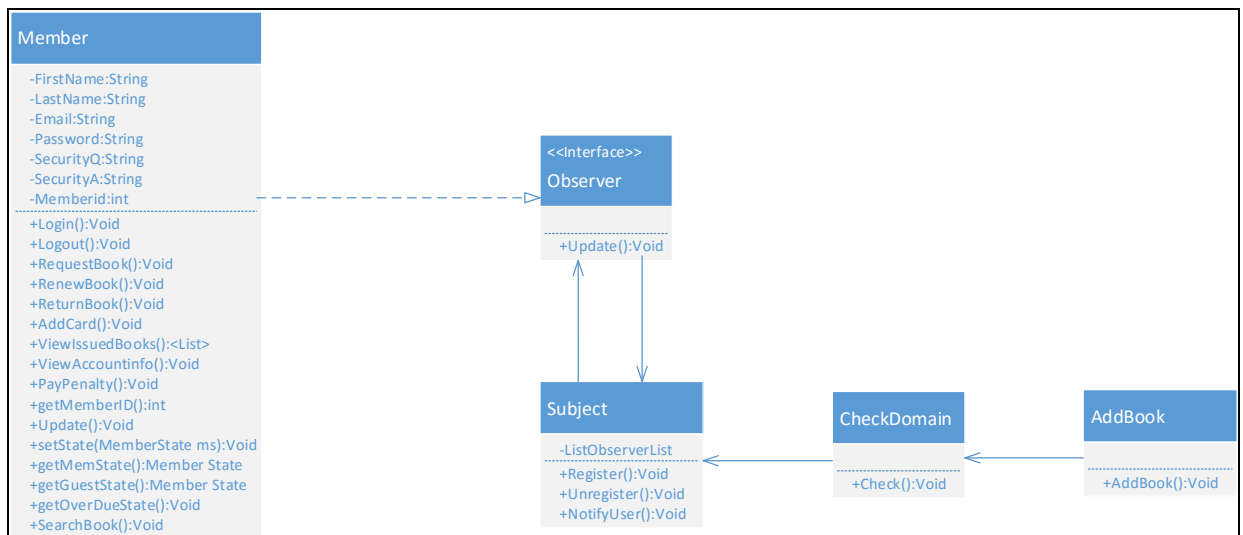 Member
-FirstName:String
-LastName:String
-Email:String
-Password:String
-SecurityQ:String
-SecurityA:String
-Memberid:int
+Login():Void
+Logout():Void
+RequestBook():Void
+RenewBook():Void
+ReturnBook():Void
+AddCard():Void
+ViewIssuedBooks():<List>
+ViewAccountinfo():Void
+PayPenalty():Void
+getMemberID():int
+Update():Void
+setState(MemberState ms):Void
+getMemState():Member State
+getGuestState():Member State
+getOverDueState():Void
+SearchBook():Void
<<Interface>>
Observer
+Update():Void
Subject
-ListObserverList
+Register():Void
+Unregister():Void
+NotifyUser():Void
CheckDomain
+Check():Void
AddBook
+AddBook():Void